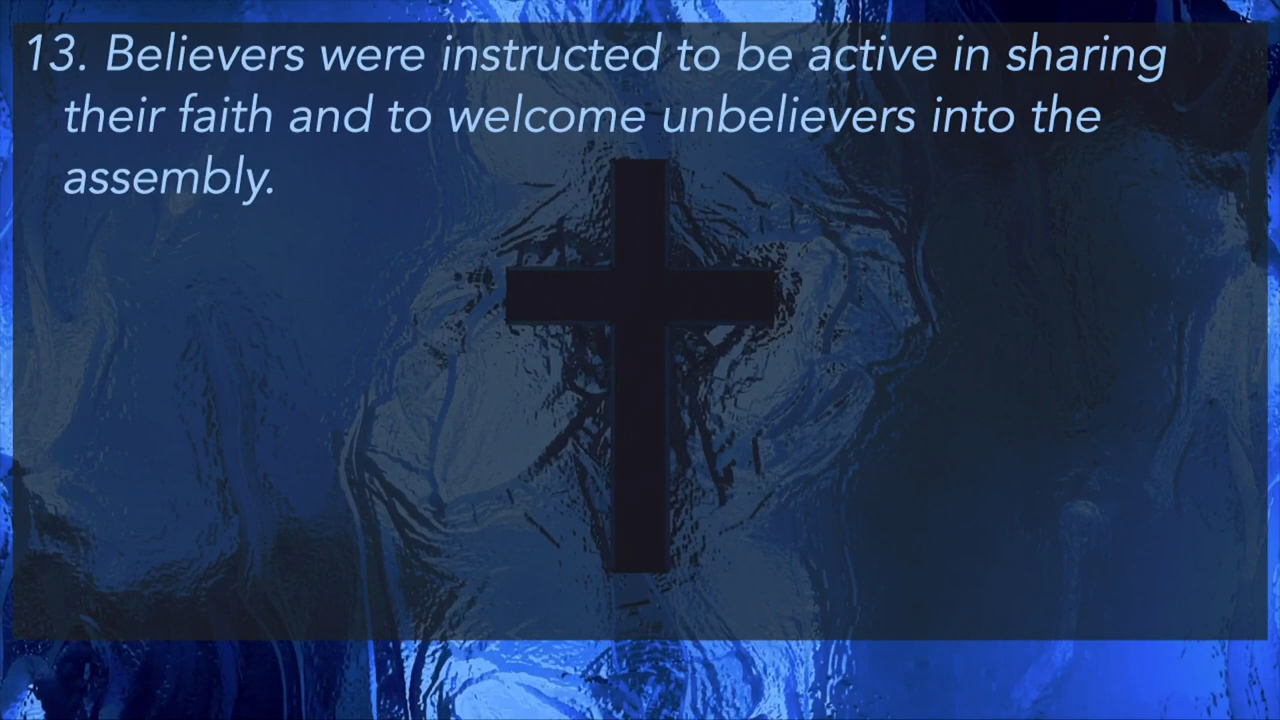 13. Believers were instructed to be active in sharing
their faith and to welcome unbelievers into the
assembly.